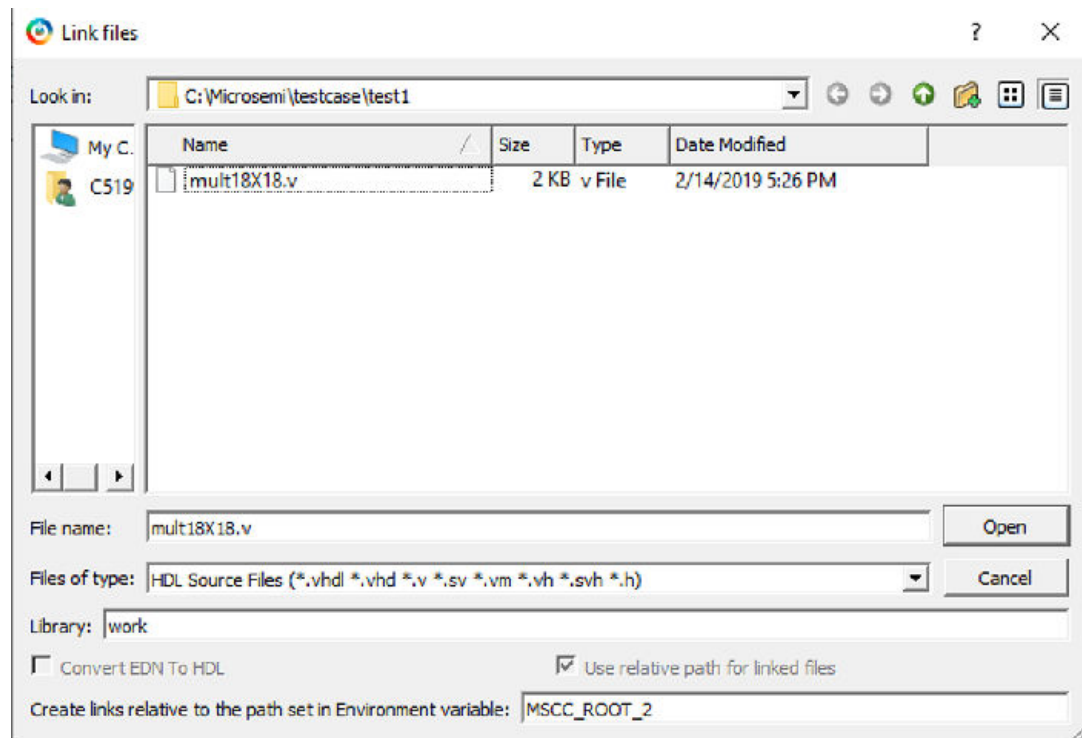 Link files
?
Look in:
C:\Microsemi\testcase\test1
My C.
C519
Name
Size
Type
Date Modified
mult18X18.v
2 KB
v File
2/14/2019 5:26 PM
File name:
mult18X18.v
Open
Files of type:
HDL Source Files (*.vhdl *.vhd *.v *.sv *.vm *.vh *.svh *.h)
Cancel
Library:
work
Convert EDN To HDL
Use relative path for linked files
Create links relative to the path set in Environment variable:
MSCC_ROOT_2